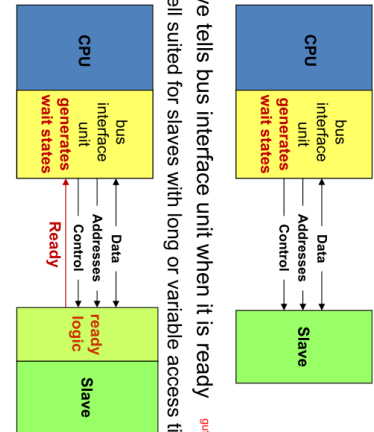 CPU
bus
interface
unit
generates
wait states
Data
Addresses
Control
Slave
ve tells bus interface unit when it is ready
ell suited for slaves with long or variable access ti
CPU
bus
interface
unit
generates
wait states
Data
Addresses
Control
Ready
ready
logic
Slave